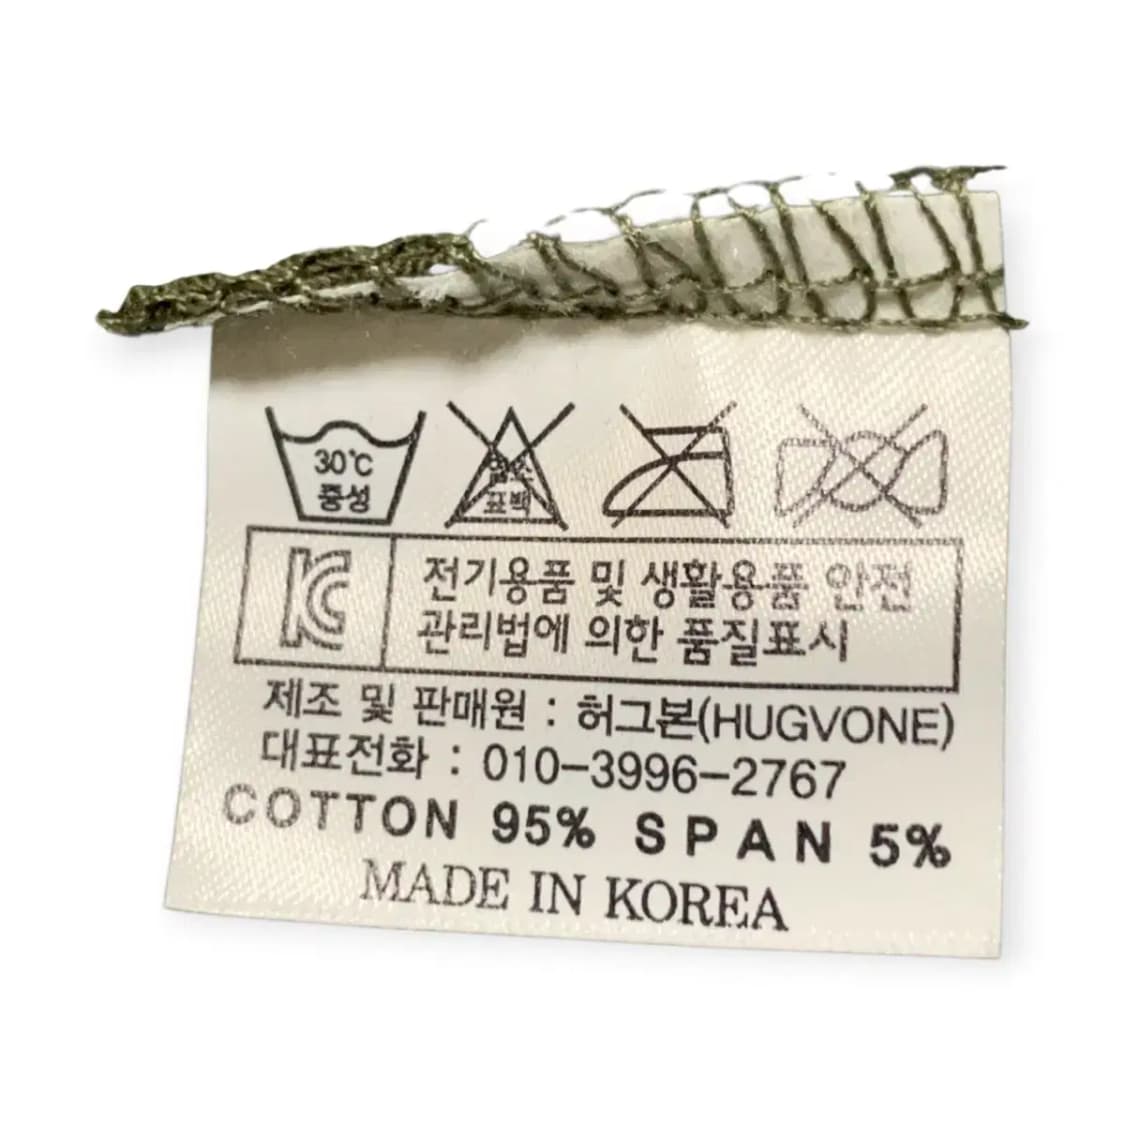 30℃
중성
염소
표백
KC
전기용품 및 생활용품 안전
관리법에 의한 품질표시
제조 및 판매원 : 허그본(HUGVONE)
대표전화 : 010-3996-2767
COTTON 95% SPAN 5%
MADE IN KOREA